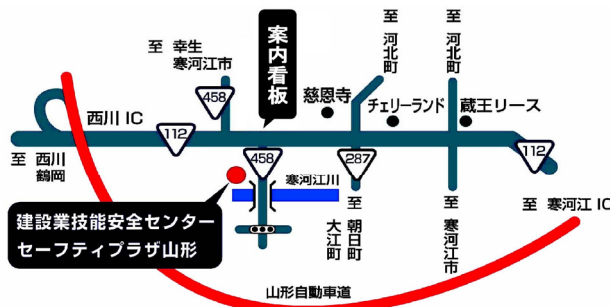 至 幸生
寒河江市
458
案内看板
至 河北町
至 河北町
慈恩寺
チェリーランド
蔵王リース
西川 IC
112
458
287
112
至 西川
鶴岡
寒河江川
建設業技能安全センター
セーフティプラザ山形
至 朝日町
大江町
至 寒河江市
至 寒河江 IC
山形自動車道